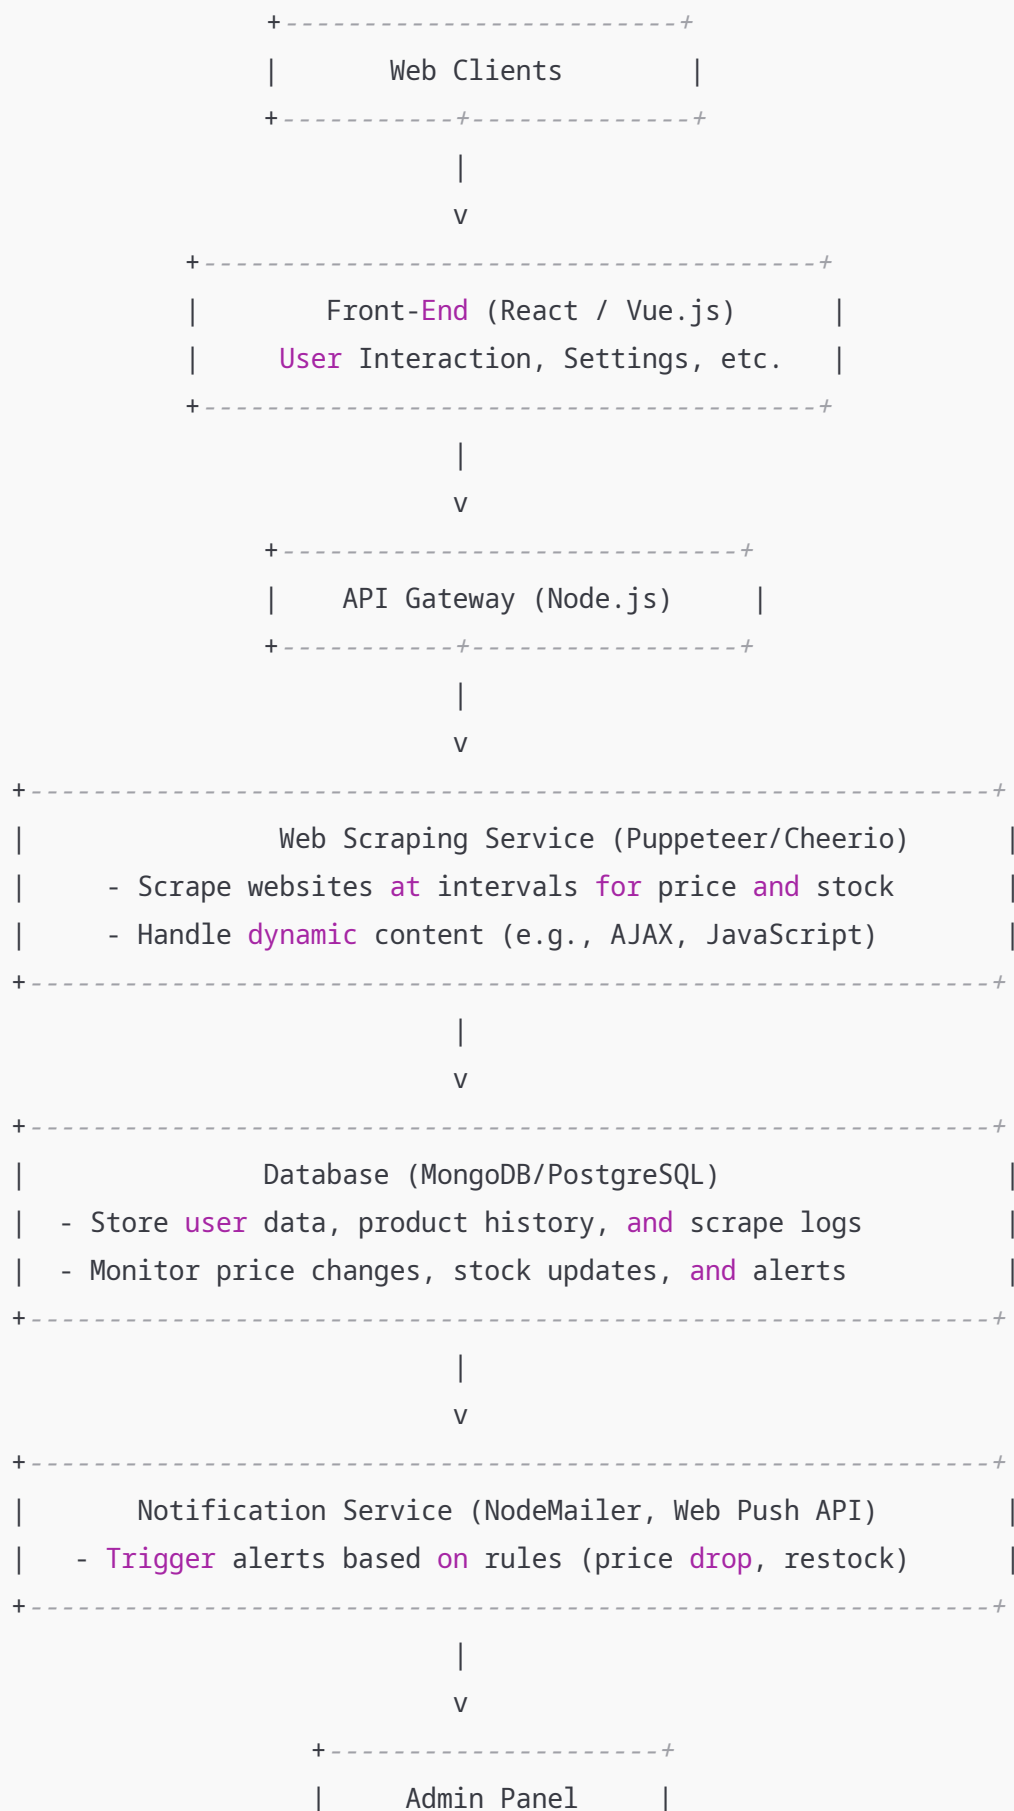 +-------------------------+
|       Web Clients        |
+-----------+--------------+
|
v
+---------------------------------------+
|        Front-End (React / Vue.js)      |
|     User Interaction, Settings, etc.   |
+---------------------------------------+
|
v
+-----------------------------+
|    API Gateway (Node.js)     |
+-----------+-----------------+
|
v
+-------------------------------------------------------------+
|                Web Scraping Service (Puppeteer/Cheerio)      |
|     - Scrape websites at intervals for price and stock       |
|     - Handle dynamic content (e.g., AJAX, JavaScript)        |
+-------------------------------------------------------------+
|
v
+-------------------------------------------------------------+
|               Database (MongoDB/PostgreSQL)                  |
|  - Store user data, product history, and scrape logs         |
|  - Monitor price changes, stock updates, and alerts          |
+-------------------------------------------------------------+
|
v
+-------------------------------------------------------------+
|       Notification Service (NodeMailer, Web Push API)        |
|   - Trigger alerts based on rules (price drop, restock)      |
+-------------------------------------------------------------+
|
v
+---------------------+
|     Admin Panel     |